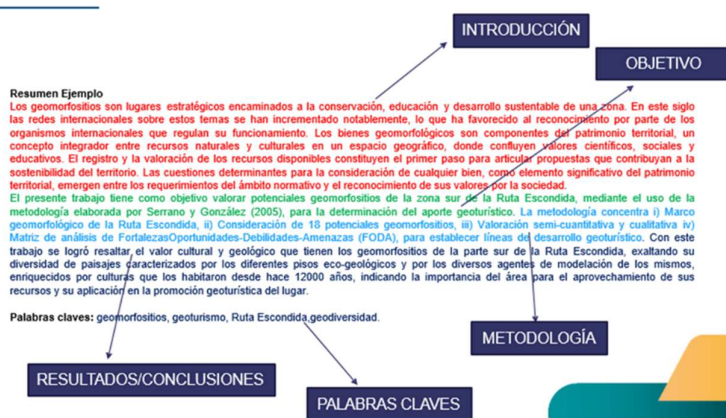 INTRODUCCIÓN
OBJETIVO
Resumen Ejemplo
Los geomorfositios son lugares estratégicos encaminados a la conservación, educación y desarrollo sustentable de una zona. En este siglo
las redes internacionales sobre estos temas se han incrementado notablemente, lo que ha favorecido al reconocimiento por parte de los
organismos internacionales que regulan su funcionamiento. Los bienes geomorfológicos son componentes del patrimonio territorial, un
concepto integrador entre recursos naturales y culturales en un espacio geográfico, donde confluyen valores científicos, sociales y
educativos. El registro y la valoración de los recursos disponibles constituyen el primer paso para articular propuestas que contribuyan a la
sostenibilidad del territorio. Las cuestiones determinantes para la consideración de cualquier bien, como elemento significativo del patrimonio
territorial, emergen entre los requerimientos del ámbito normativo y el reconocimiento de sus valores por la sociedad.
El presente trabajo tiene como objetivo valorar potenciales geomorfositios de la zona sur de la Ruta Escondida, mediante el uso de la
metodología elaborada por Serrano y González (2005), para la determinación del aporte geoturístico. La metodología concentra i) Marco
geomorfológico de la Ruta Escondida, ii) Consideración de 18 potenciales geomorfositios, iii) Valoración semi-cuantitativa y cualitativa iv)
Matriz de análisis de FortalezasOportunidades-Debilidades-Amenazas (FODA), para establecer líneas de desarrollo geoturístico. Con este
trabajo se logró resaltar el valor cultural y geológico que tienen los geomorfositios de la parte sur de la Ruta Escondida, exaltando su
diversidad de paisajes caracterizados por los diferentes pisos eco-geológicos y por los diversos agentes de modelación de los mismos,
enriquecidos por culturas que los habitaron desde hace 12000 años, indicando la importancia del área para el aprovechamiento de sus
recursos y su aplicación en la promoción geoturística del lugar.
Palabras claves: geomorfositios, geoturismo, Ruta Escondida,geodiversidad.
METODOLOGÍA
RESULTADOS/CONCLUSIONES
PALABRAS CLAVES